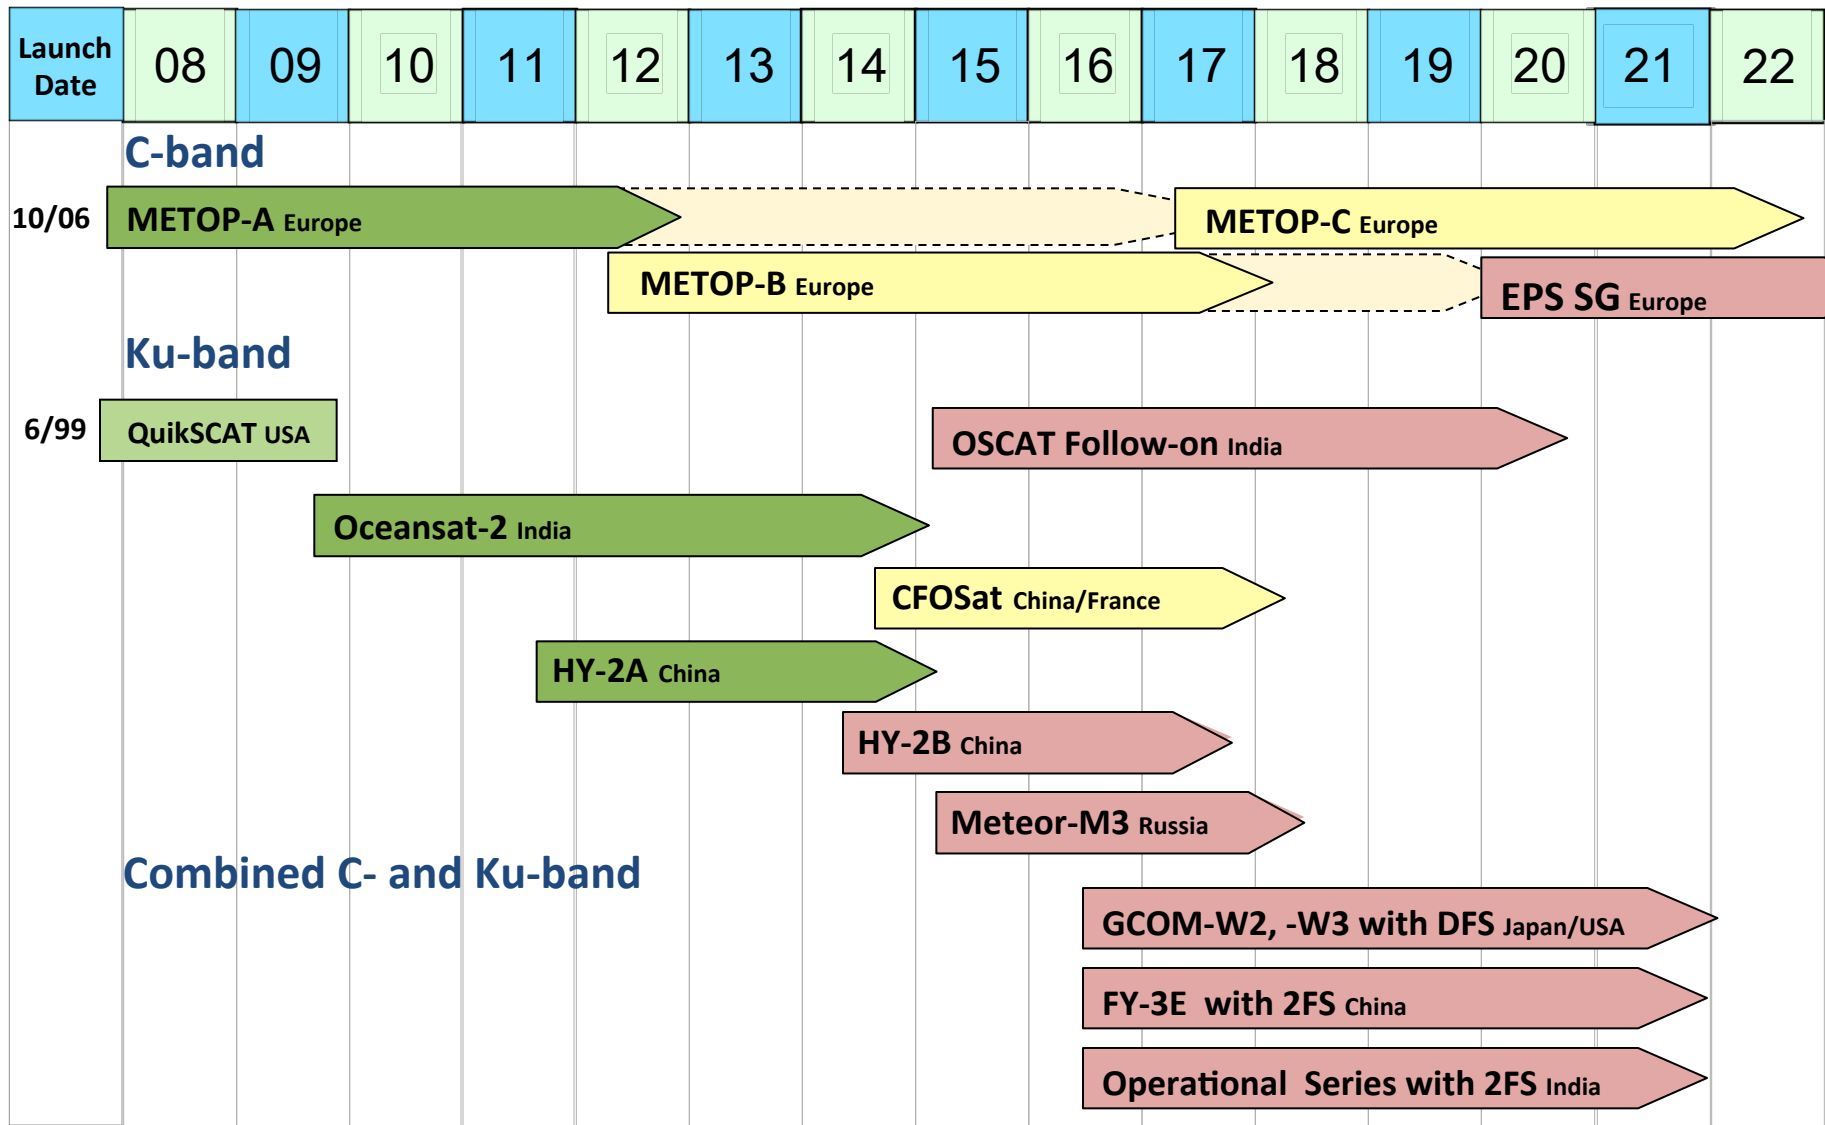 Launch
Date
08 09 10 11 12 13 14 15 16 17 18 19 20 21 22
C-band
10/06 METOP-A Europe METOP-C Europe
METOP-B Europe EPS SG Europe
Ku-band
6/99 QuikSCAT USA OSCAT Follow-on India
Oceansat-2 India
CFOSat China/France
HY-2A China
HY-2B China
Meteor-M3 Russia
Combined C- and Ku-band
GCOM-W2, -W3 with DFS Japan/USA
FY-3E with 2FS China
Operational Series with 2FS India